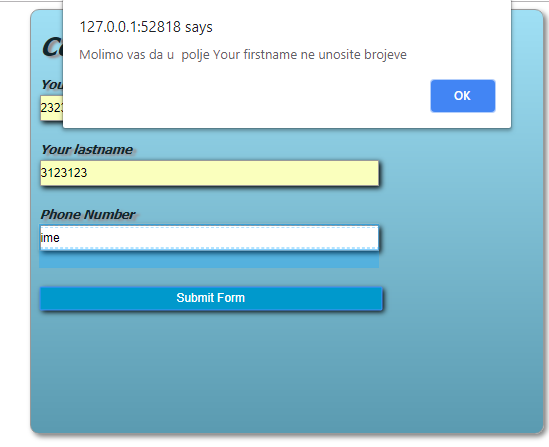 127.0.0.1:52818 says
Molimo vas da u  polje Your firstname ne unosite brojeve
OK
Your lastname
3123123
Phone Number
ime
Submit Form